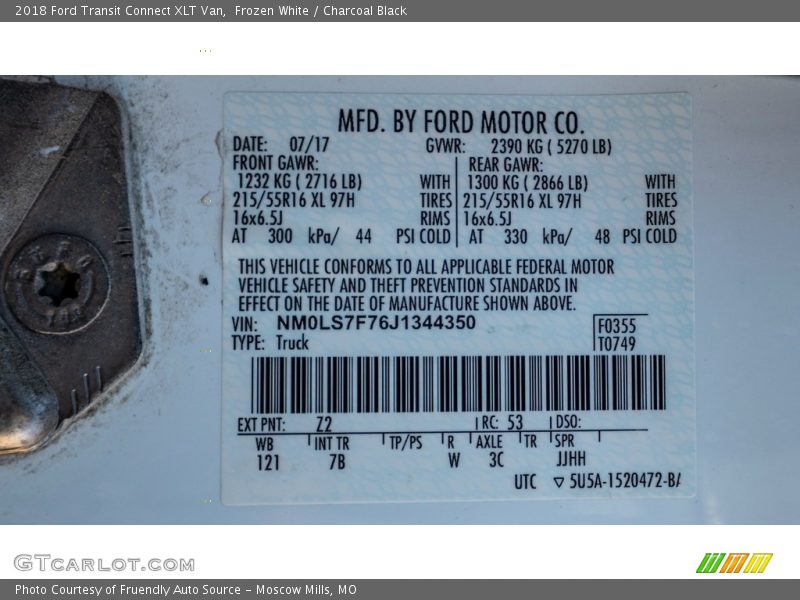 2018 Ford Transit Connect XLT Van, Frozen White / Charcoal Black
MFD. BY FORD MOTOR CO.
DATE: 07/17 GVWR: 2390 KG ( 5270 LB)
FRONT GAWR: REAR GAWR:
1232 KG ( 2716 LB) WITH 1300 KG ( 2866 LB) WITH
215/55R16 XL 97H TIRES 215/55R16 XL 97H TIRES
16x6.5J RIMS 16x6.5J RIMS
AT 300 kPa/ 44 PSI COLD AT 330 kPa/ 48 PSI COLD
THIS VEHICLE CONFORMS TO ALL APPLICABLE FEDERAL MOTOR
VEHICLE SAFETY AND THEFT PREVENTION STANDARDS IN
EFFECT ON THE DATE OF MANUFACTURE SHOWN ABOVE.
VIN: NM0LS7F76J1344350 F0355
TYPE: Truck T0749
EXT PNT: Z2 RC: 53 DSO:
WB INT TR TP/PS R AXLE TR SPR
121 7B W 3C JJHH
UTC ▽ 5U5A-1520472-BA
GTcarlot.com
Photo Courtesy of Fruendly Auto Source - Moscow Mills, MO